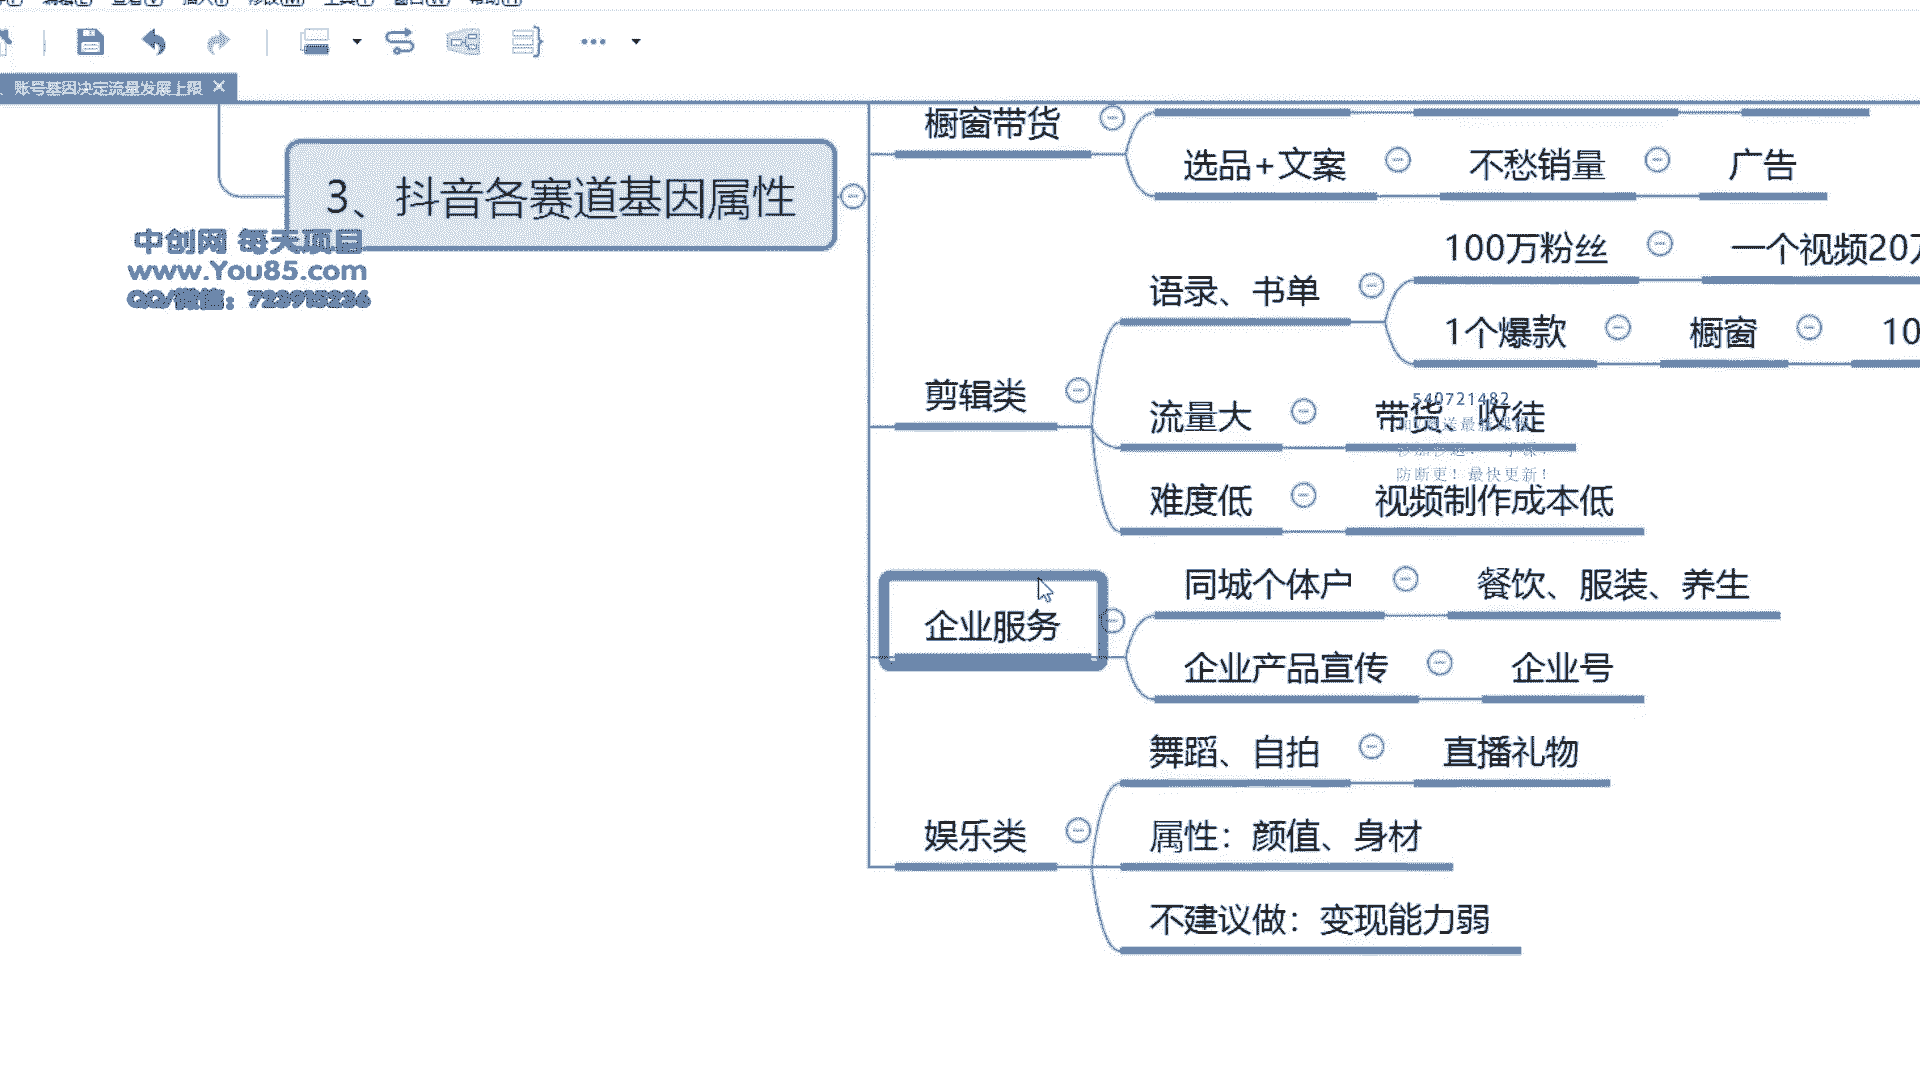 账号基因决定流量发展上限
橱窗带货
选品+文案
不愁销量
广告
3、抖音各赛道基因属性
中创网 每天项目
www.You85.com
QQ/微信：723915236
100万粉丝
一个视频20万
语录、书单
1个爆款
橱窗
10
剪辑类
540721482
流量大
带货、收徒
防断更！最快更新！
难度低
视频制作成本低
同城个体户
餐饮、服装、养生
企业服务
企业产品宣传
企业号
舞蹈、自拍
直播礼物
娱乐类
属性：颜值、身材
不建议做：变现能力弱